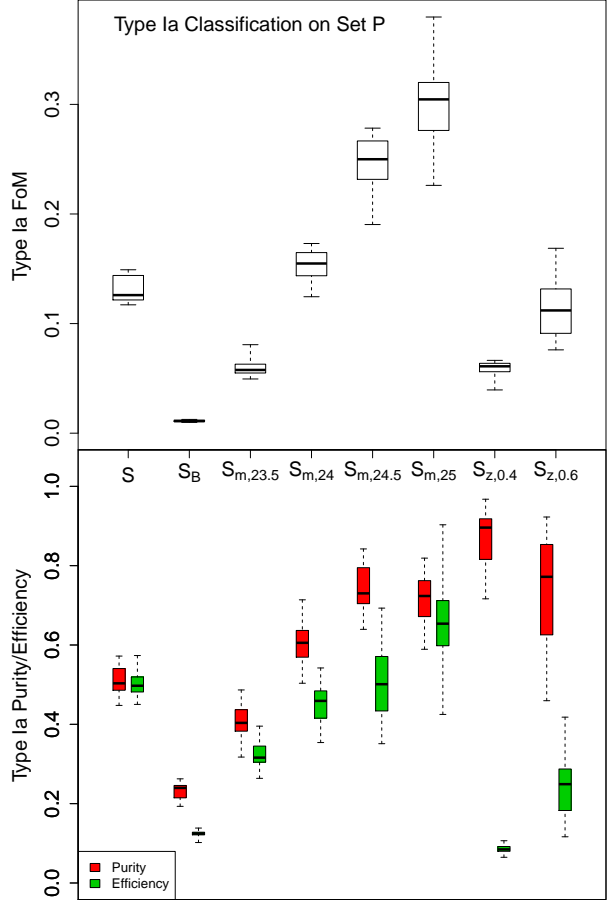 Type Ia Classification on Set P
Type Ia FoM
0.3
0.2
0.1
0.0
S S_B S_m,23.5 S_m,24 S_m,24.5 S_m,25 S_z,0.4 S_z,0.6
Type Ia Purity/Efficiency
1.0
0.8
0.6
0.4
0.2
0.0
Purity
Efficiency